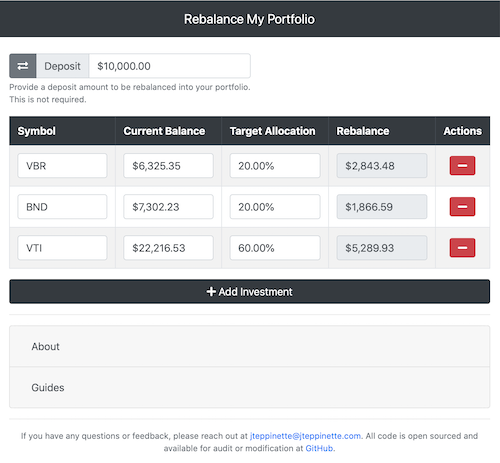 Rebalance My Portfolio
Deposit $10,000.00
Provide a deposit amount to be rebalanced into your portfolio.
This is not required.
Symbol Current Balance Target Allocation Rebalance Actions
VBR $6,325.35 20.00% $2,843.48
BND $7,302.23 20.00% $1,866.59
VTI $22,216.53 60.00% $5,289.93
+ Add Investment
About
Guides
If you have any questions or feedback, please reach out at jteppinette@jteppinette.com. All code is open sourced and
available for audit or modification at GitHub.